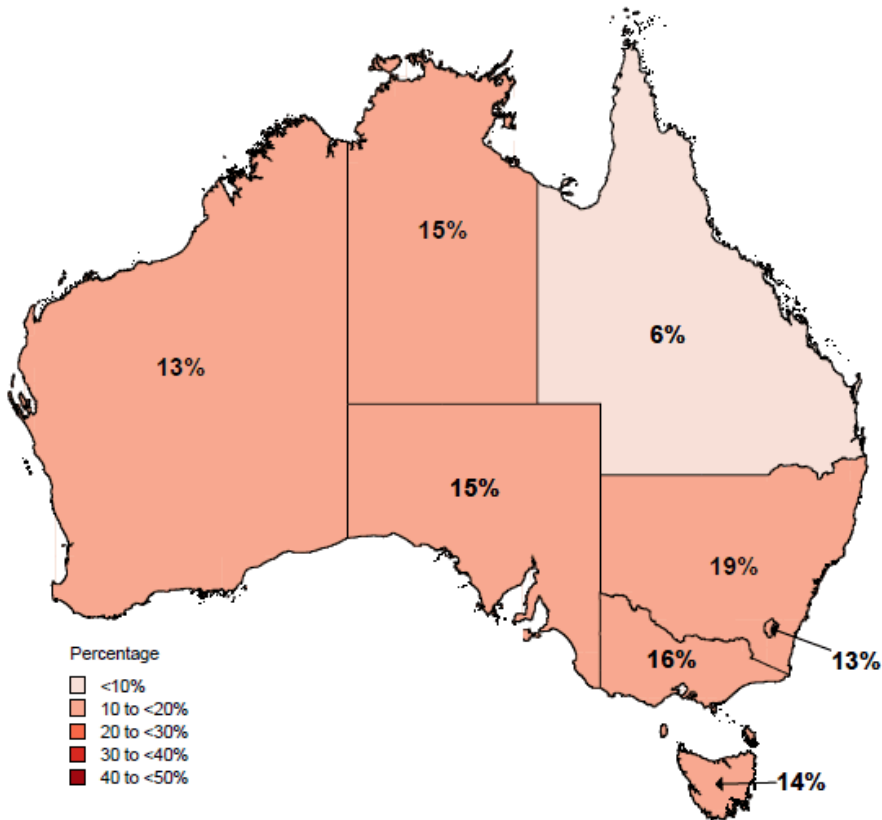 15%
6%
13%
15%
19%
13%
16%
14%
Percentage
<10%
10 to <20%
20 to <30%
30 to <40%
40 to <50%